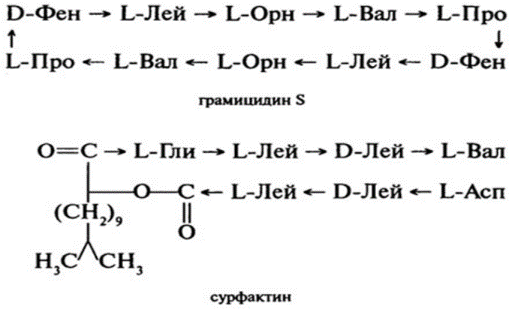 D-Фен → L-Лей → L-Орн → L-Вал → L-Про
↑ ↓
L-Про ← L-Вал ← L-Орн ← L-Лей ← D-Фен
грамицидин S
O=C → L-Гли → L-Лей → D-Лей → L-Вал
O — C ← L-Лей ← D-Лей ← L-Асп
(CH₂)₉
O
H₃C CH₃
сурфактин